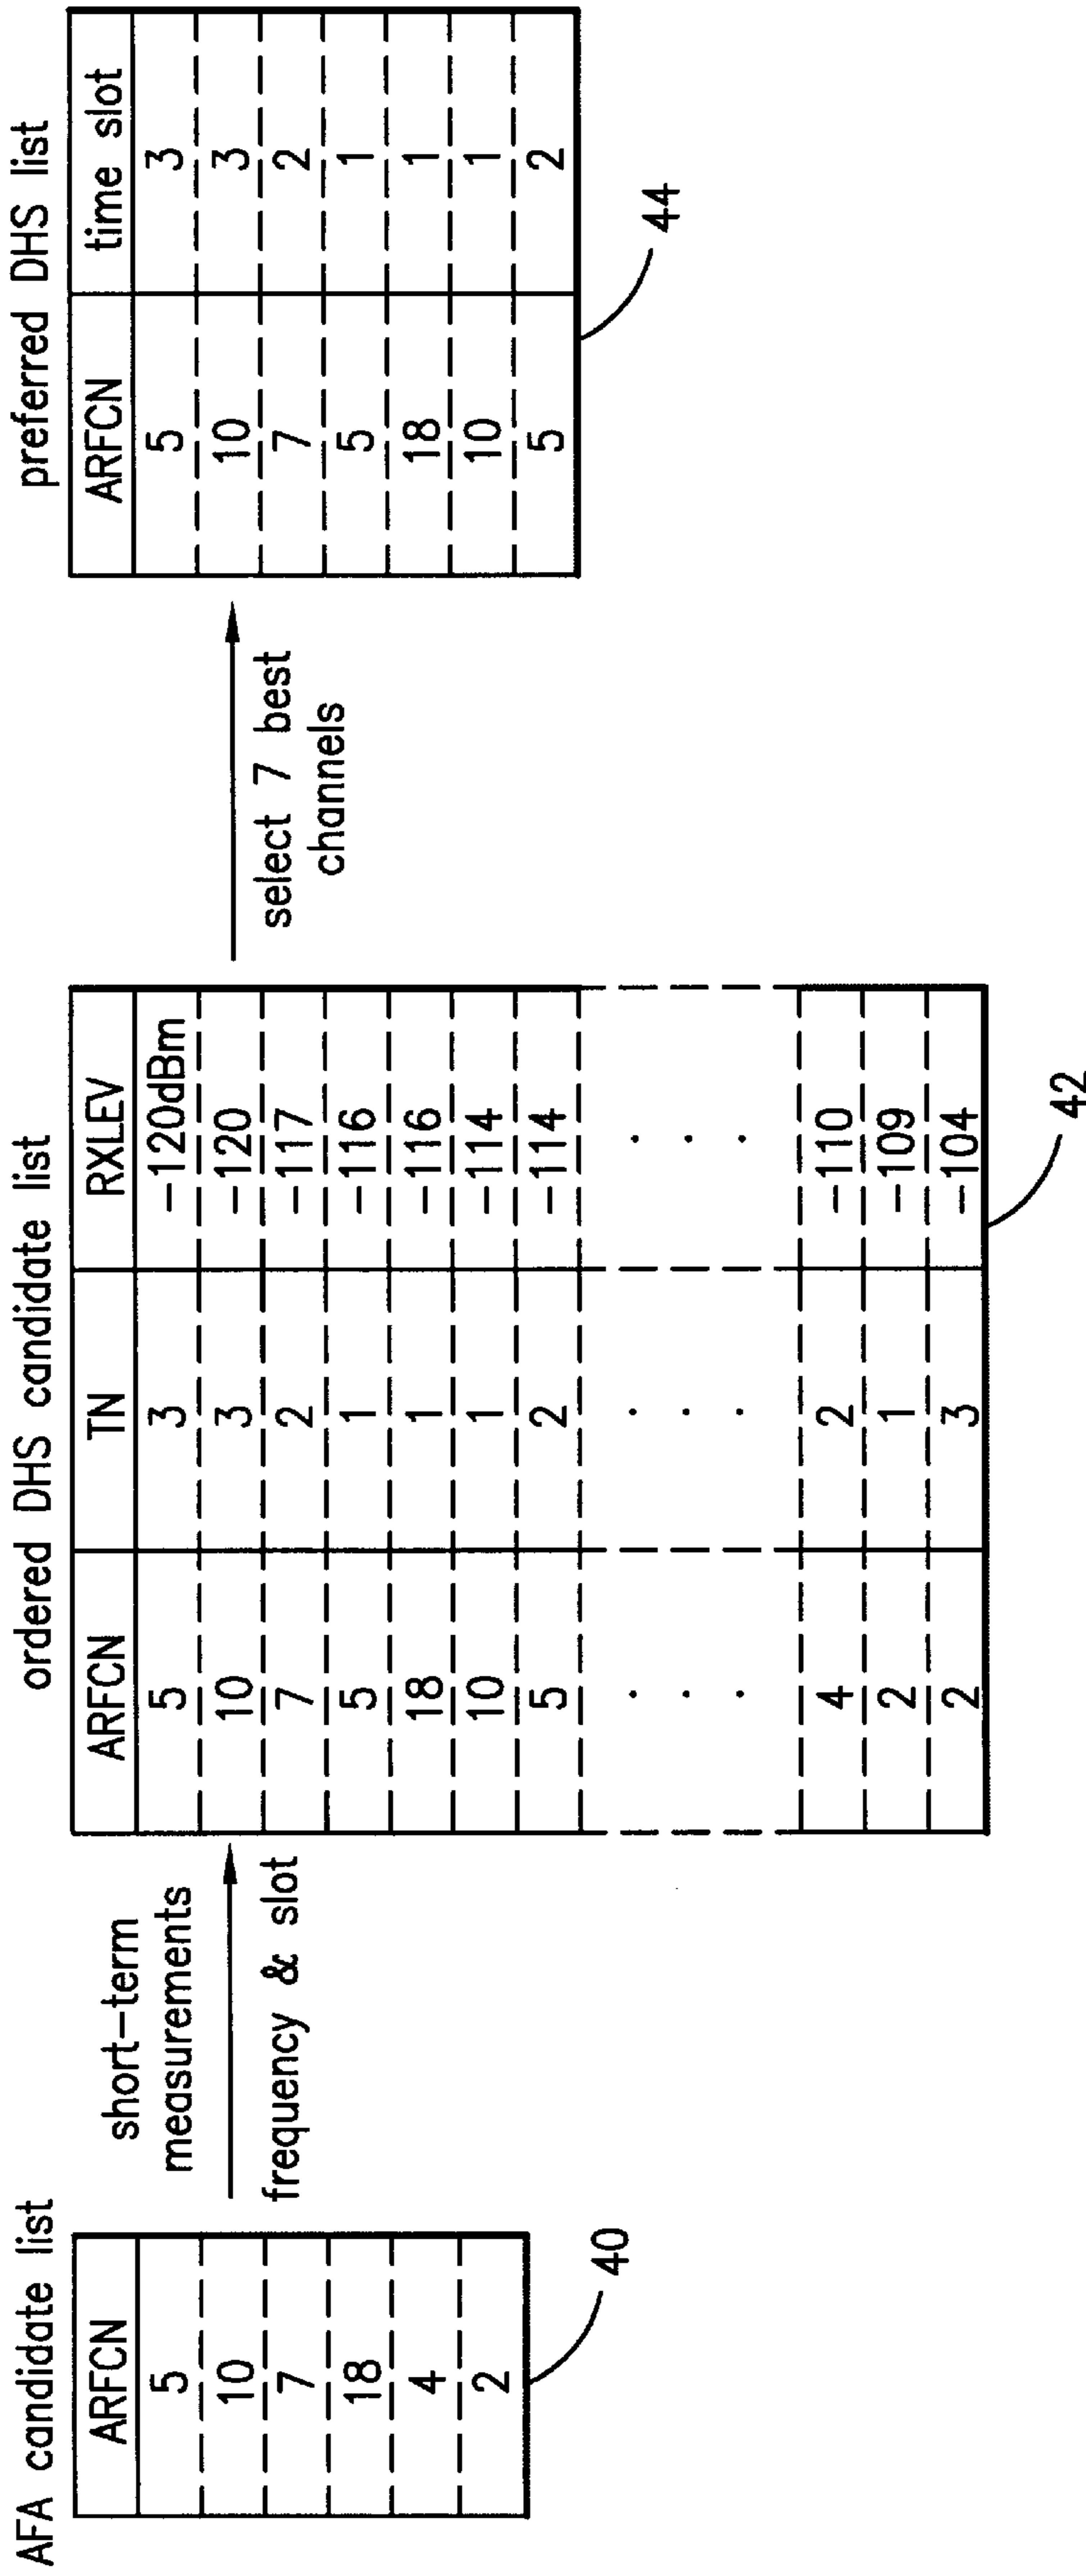 AFA candidate list
ARFCN
5
10
7
18
4
2
40
short-term
measurements
frequency & slot
ordered DHS candidate list
ARFCN TN RXLEV
5 3 -120dBm
10 3 -120
7 2 -117
5 1 -116
18 1 -116
10 1 -114
5 2 -114
. . .
. . .
. . .
4 2 -110
2 1 -109
2 3 -104
42
select 7 best
channels
preferred DHS list
ARFCN time slot
5 3
10 3
7 2
5 1
18 1
10 1
5 2
44